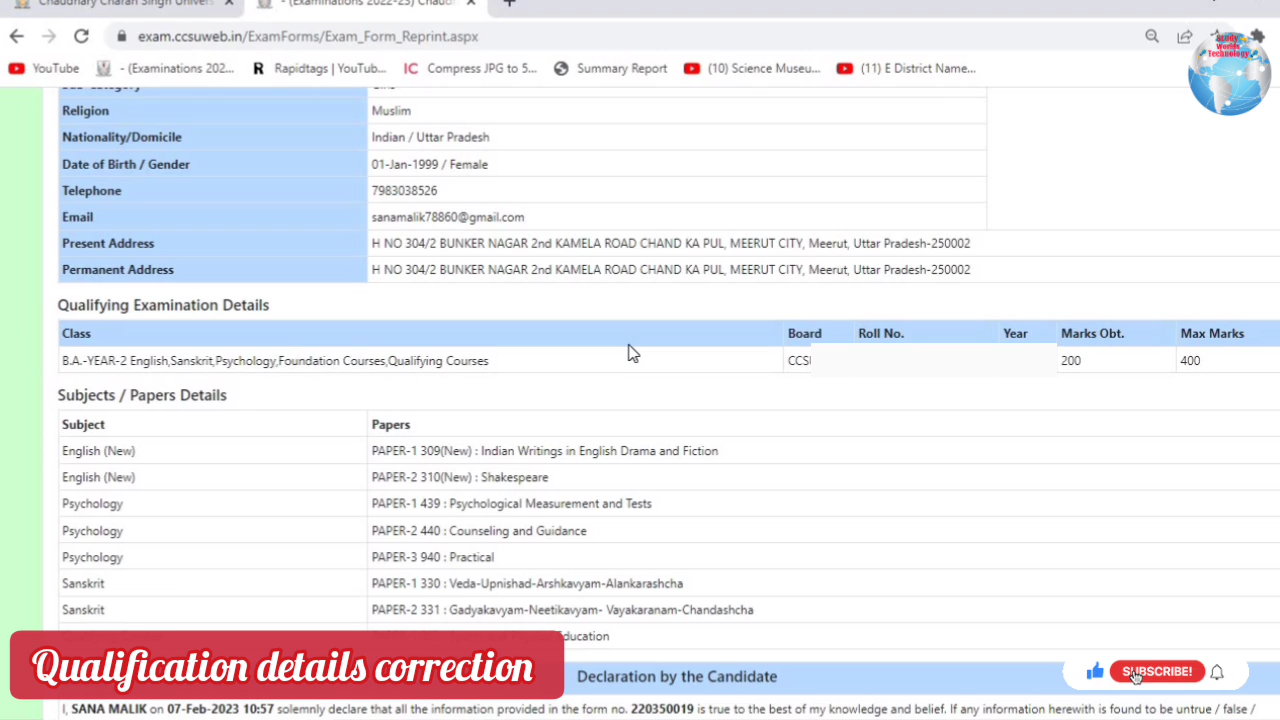 Chaudhary Charan Singh Univers
- (Examinations 2022-23) Chaud
exam.ccsuweb.in/ExamForms/Exam_Form_Reprint.aspx
YouTube - (Examinations 202... Rapidtags | YouTub... IC Compress JPG to 5... Summary Report (10) Science Museu... (11) E District Name...
Study Worlds Technology
Religion Muslim
Nationality/Domicile Indian / Uttar Pradesh
Date of Birth / Gender 01-Jan-1999 / Female
Telephone 7983038526
Email sanamalik78860@gmail.com
Present Address H NO 304/2 BUNKER NAGAR 2nd KAMELA ROAD CHAND KA PUL, MEERUT CITY, Meerut, Uttar Pradesh-250002
Permanent Address H NO 304/2 BUNKER NAGAR 2nd KAMELA ROAD CHAND KA PUL, MEERUT CITY, Meerut, Uttar Pradesh-250002
Qualifying Examination Details
Class Board Roll No. Year Marks Obt. Max Marks
B.A.-YEAR-2 English,Sanskrit,Psychology,Foundation Courses,Qualifying Courses CCS 200 400
Subjects / Papers Details
Subject Papers
English (New) PAPER-1 309(New) : Indian Writings in English Drama and Fiction
English (New) PAPER-2 310(New) : Shakespeare
Psychology PAPER-1 439 : Psychological Measurement and Tests
Psychology PAPER-2 440 : Counseling and Guidance
Psychology PAPER-3 940 : Practical
Sanskrit PAPER-1 330 : Veda-Upnishad-Arshkavyam-Alankarashcha
Sanskrit PAPER-2 331 : Gadyakavyam-Neetikavyam- Vayakaranam-Chandashcha
ducation
Qualification details correction
Declaration by the Candidate
SUBSCRIBE!
I, SANA MALIK on 07-Feb-2023 10:57 solemnly declare that all the information provided in the form no. 220350019 is true to the best of my knowledge and belief. If any information herewith is found to be untrue / false /